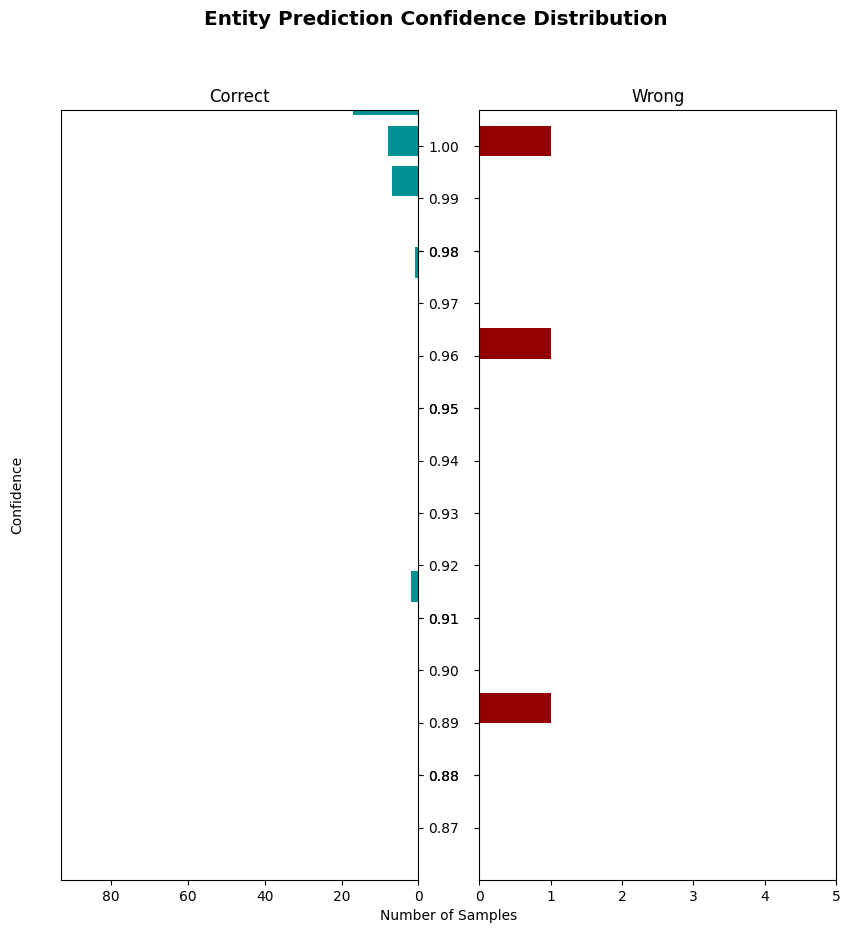 Entity Prediction Confidence Distribution
Correct
Wrong
1.00
0.99
0.98
0.97
0.96
0.95
0.94
0.93
0.92
0.91
0.90
0.89
0.88
0.87
Confidence
80 60 40 20 0
0 1 2 3 4 5
Number of Samples